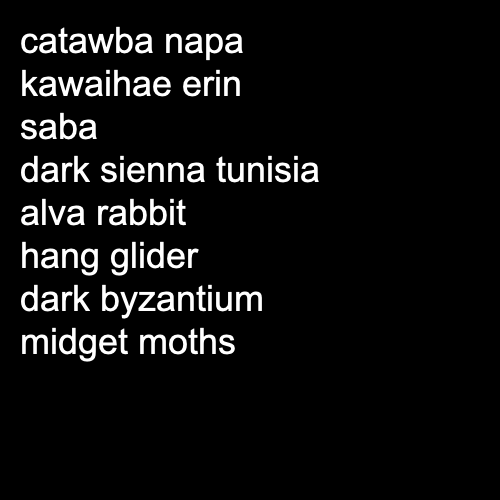 catawba napa
kawaihae erin
saba
dark sienna tunisia
alva rabbit
hang glider
dark byzantium
midget moths